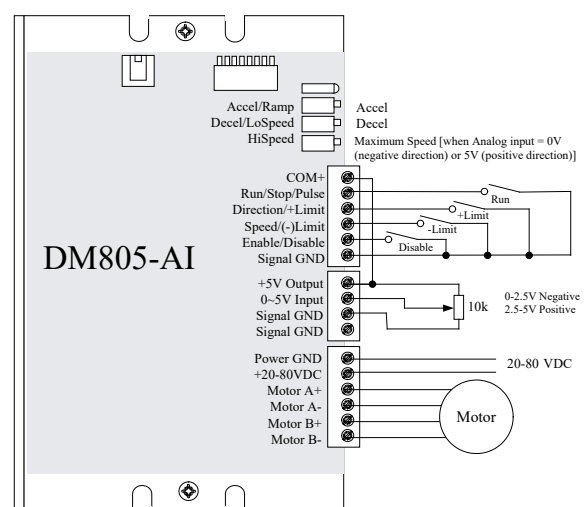 Accel/Ramp
Accel
Decel/LoSpeed
Decel
HiSpeed
Maximum Speed [when Analog input = 0V
(negative direction) or 5V (positive direction)]
COM+
Run/Stop/Pulse
Run
Direction/+Limit
+Limit
Speed/(-)Limit
-Limit
Enable/Disable
Disable
Signal GND
DM805-AI
+5V Output
0~5V Input
Signal GND
Signal GND
10k
0-2.5V Negative
2.5-5V Positive
Power GND
+20-80VDC
20-80 VDC
Motor A+
Motor A-
Motor B+
Motor B-
Motor